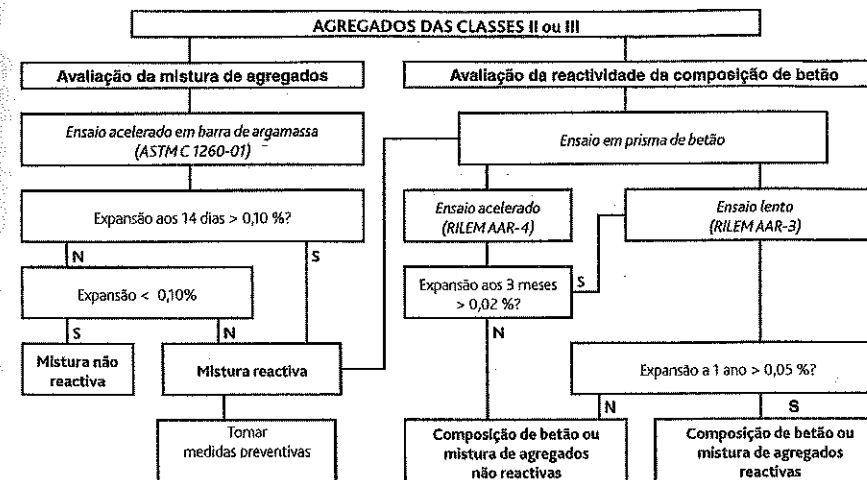 AGREGADOS DAS CLASSES II ou III
Avaliação da mistura de agregados
Avaliação da reactividade da composição de betão
Ensaio acelerado em barra de argamassa
(ASTM C 1260-01)
Ensaio em prisma de betão
Expansão aos 14 dias > 0,10 %?
Ensaio acelerado
(RILEM AAR-4)
Ensaio lento
(RILEM AAR-3)
N
S
Expansão < 0,10%
Expansão aos 3 meses
> 0,02 %?
S
S
N
N
Mistura não
reactiva
Mistura reactiva
Expansão a 1 ano > 0,05 %?
N
S
Tomar
medidas preventivas
Composição de betão ou
mistura de agregados
não reactivas
Composição de betão ou
mistura de agregados
reactivas